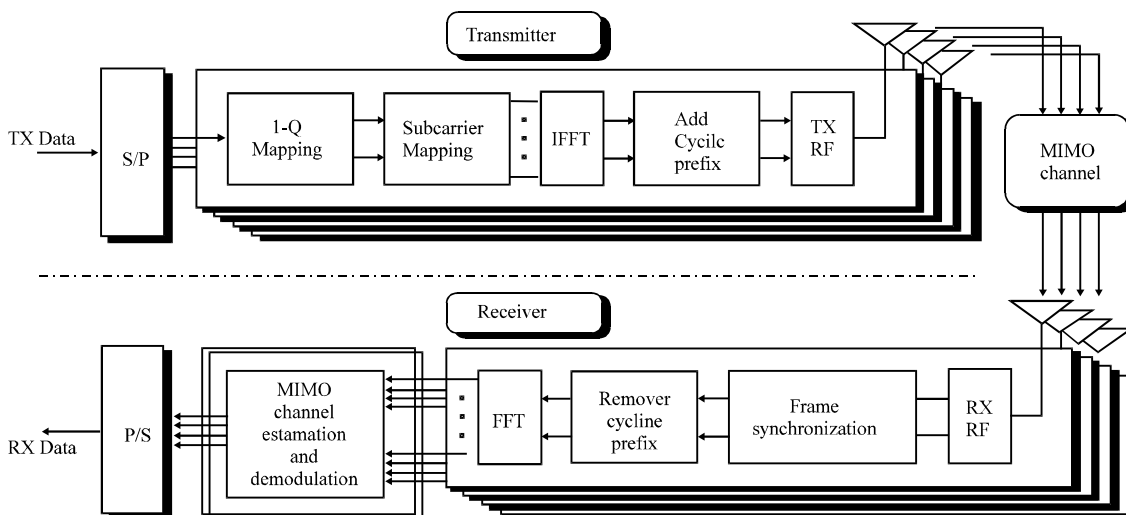 Transmitter
TX Data
S/P
1-Q
Mapping
Subcarrier
Mapping
IFFT
Add
Cycilc
prefix
TX
RF
MIMO
channel
Receiver
RX Data
P/S
MIMO
channel
estamation
and
demodulation
FFT
Remover
cycline
prefix
Frame
synchronization
RX
RF